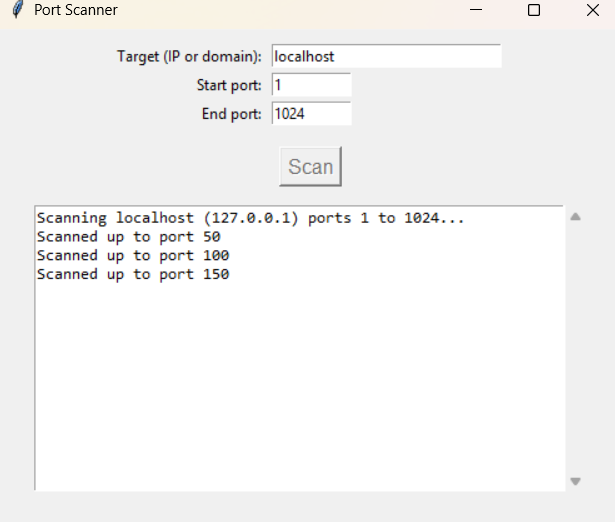 Port Scanner
Target (IP or domain): localhost
Start port: 1
End port: 1024
Scan
Scanning localhost (127.0.0.1) ports 1 to 1024...
Scanned up to port 50
Scanned up to port 100
Scanned up to port 150